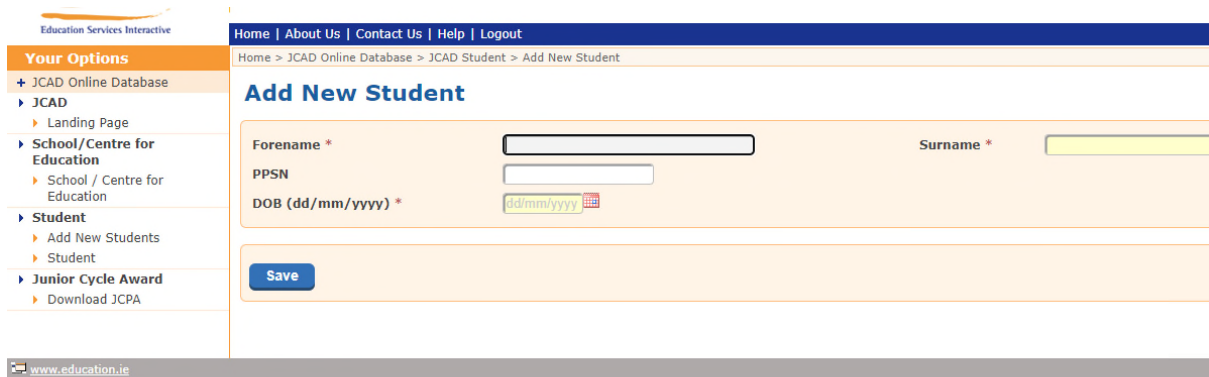 Education Services Interactive
Home | About Us | Contact Us | Help | Logout
Your Options
Home > JCAD Online Database > JCAD Student > Add New Student
+ JCAD Online Database
JCAD
Landing Page
School/Centre for
Education
School / Centre for
Education
Student
Add New Students
Student
Junior Cycle Award
Download JCPA
Add New Student
Forename *
Surname *
PPSN
DOB (dd/mm/yyyy) *
dd/mm/yyyy
Save
www.education.ie